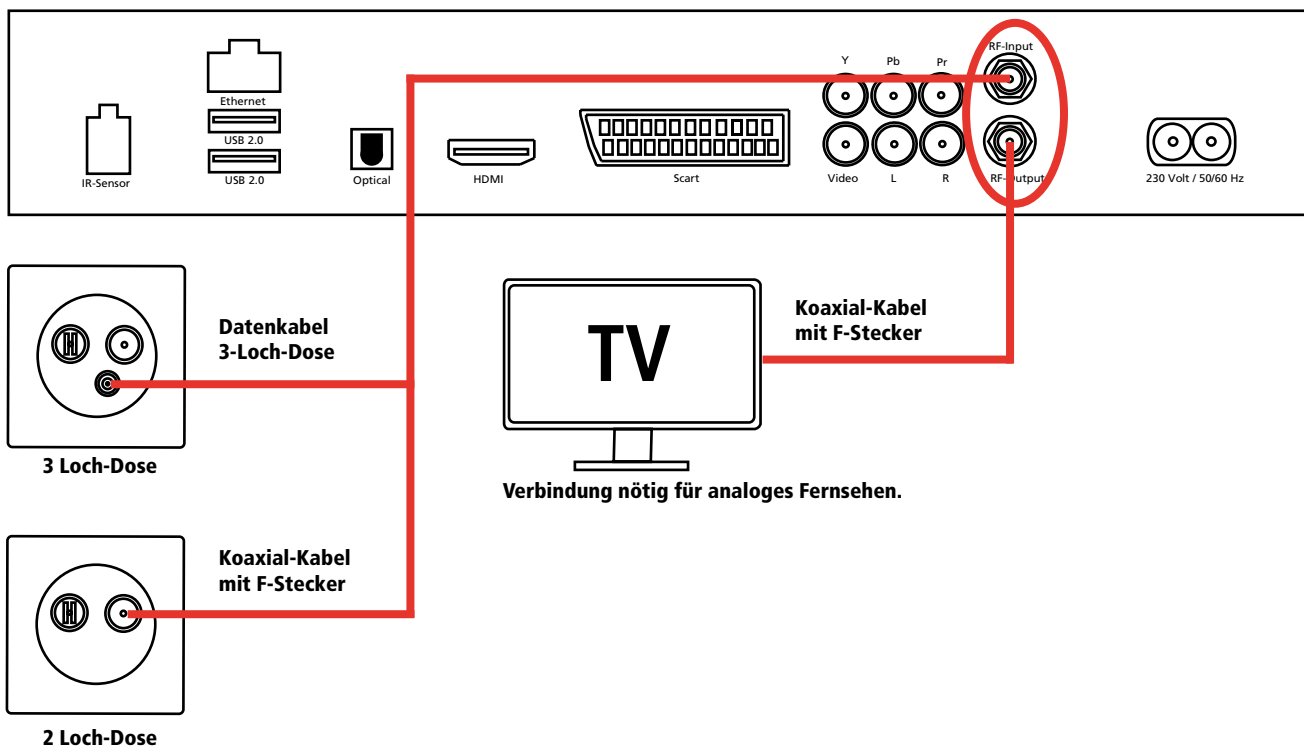 RF-Input
Y
Pb
Pr
Ethernet
USB 2.0
USB 2.0
IR-Sensor
Optical
HDMI
Scart
Video
L
R
RF-Output
230 Volt / 50/60 Hz
Datenkabel
3-Loch-Dose
3 Loch-Dose
TV
Koaxial-Kabel
mit F-Stecker
Verbindung nötig für analoges Fernsehen.
Koaxial-Kabel
mit F-Stecker
2 Loch-Dose